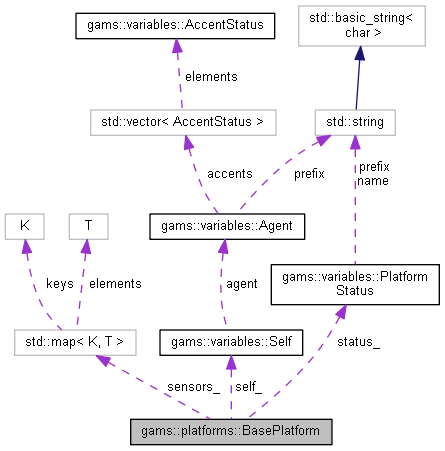 gams::variables::AccentStatus
std::basic_string<
char >
elements
std::vector< AccentStatus >
std::string
accents
prefix
prefix
name
K
T
gams::variables::Agent
keys
elements
agent
gams::variables::Platform
Status
std::map< K, T >
gams::variables::Self
status_
sensors_
self_
gams::platforms::BasePlatform